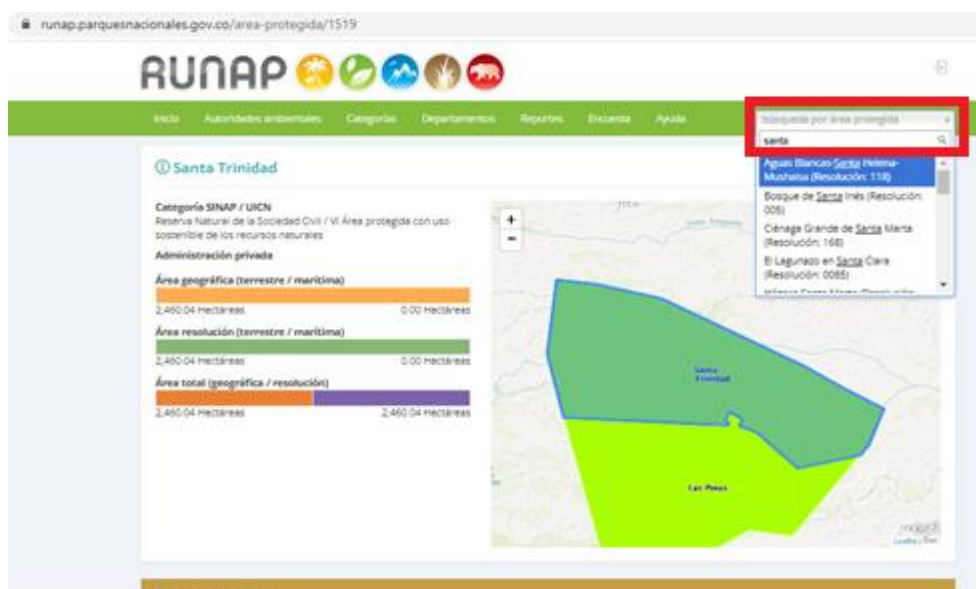 runap.parquesnacionales.gov.co/area-protegida/1519
RUNAP
Inicio Autoridades ambientales Categorías Departamentos Reportes Encuesta Ayuda
búsqueda por área protegida
santa
Aguas Blancas-Santa Helena-
Mushaisa (Resolución: 118)
Bosque de Santa Inés (Resolución:
005)
Ciénaga Grande de Santa Marta
(Resolución: 168)
El Lagunazo en Santa Clara
(Resolución: 0085)
Santa Trinidad
Categoría SINAP / UICN
Reserva Natural de la Sociedad Civil / VI Área protegida con uso
sostenible de los recursos naturales
Administración privada
Área geográfica (terrestre / marítima)
2,460.04 Hectáreas 0.00 Hectáreas
Área resolución (terrestre / marítima)
2,460.04 Hectáreas 0.00 Hectáreas
Área total (geográfica / resolución)
2,460.04 Hectáreas 2,460.04 Hectáreas
+
-
Santa
Trinidad
Leaflet